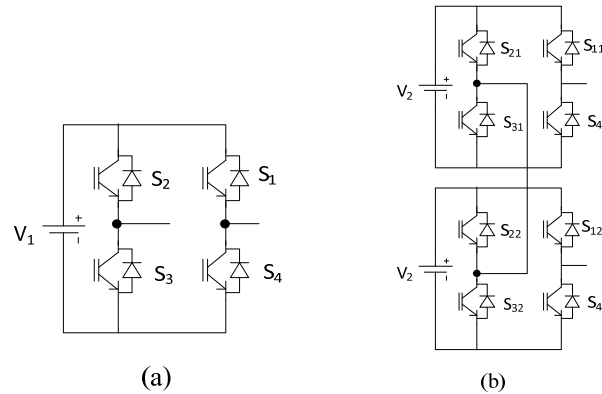 S₂
S₁
V₁
+
-
S₃
S₄
(a)
S₂₁
S₁₁
V₂
+
-
S₃₁
S₄
S₂₂
S₁₂
V₂
+
-
S₃₂
S₄
(b)